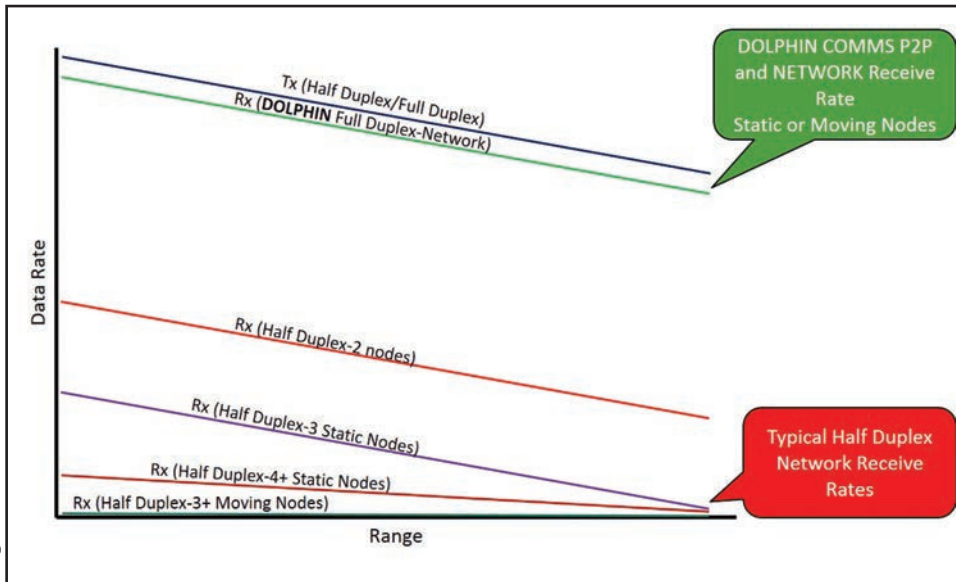 DOLPHIN COMMS P2P
and NETWORK Receive
Rate
Static or Moving Nodes
Tx (Half Duplex/Full Duplex)
Rx (DOLPHIN Full Duplex-Network)
Data Rate
Rx (Half Duplex-2 nodes)
Rx (Half Duplex-3 Static Nodes)
Rx (Half Duplex-4+ Static Nodes)
Rx (Half Duplex-3+ Moving Nodes)
Typical Half Duplex
Network Receive
Rates
Range